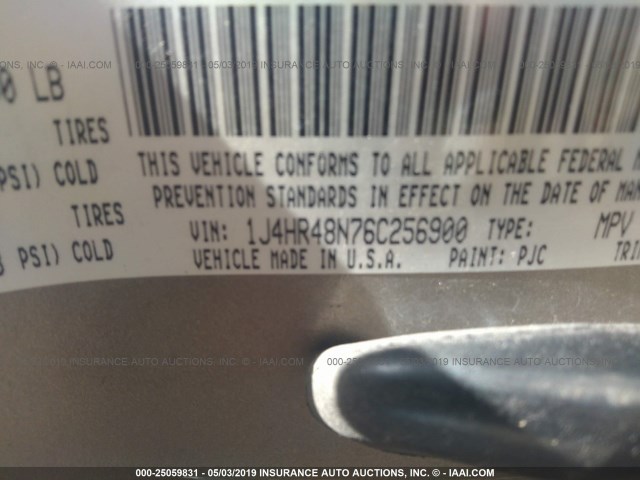 0 LB
TIRES
PSI) COLD
TIRES
PSI) COLD
THIS VEHICLE CONFORMS TO ALL APPLICABLE FEDERAL
PREVENTION STANDARDS IN EFFECT ON THE DATE OF MAN
VIN: 1J4HR48N76C256900 TYPE: MPV
VEHICLE MADE IN U.S.A. PAINT: PJC TRIM
000-25059831 - 05/03/2019 INSURANCE AUTO AUCTIONS, INC. - © IAAI.COM